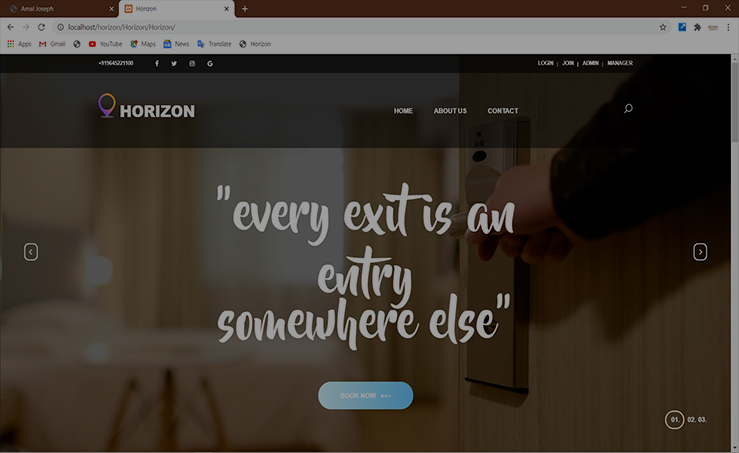 Amal Joseph
Horizon
localhost/horizon/Horizon/Horizon/
Apps Gmail YouTube Maps News Translate Horizon
+919645221100
LOGIN | JOIN | ADMIN | MANAGER
HORIZON
HOME ABOUT US CONTACT
"every exit is an
entry
somewhere else"
BOOK NOW
01. 02. 03.